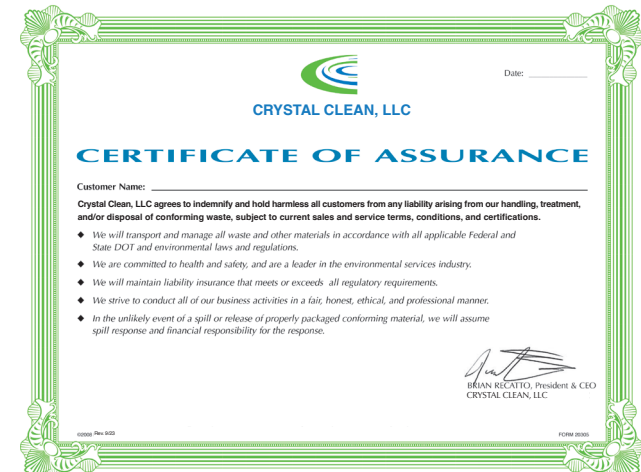 Date: ____________
CRYSTAL CLEAN, LLC
CERTIFICATE OF ASSURANCE
Customer Name: ____________
Crystal Clean, LLC agrees to indemnify and hold harmless all customers from any liability arising from our handling, treatment,
and/or disposal of conforming waste, subject to current sales and service terms, conditions, and certifications.
◆ We will transport and manage all waste and other materials in accordance with all applicable Federal and
State DOT and environmental laws and regulations.
◆ We are committed to health and safety, and are a leader in the environmental services industry.
◆ We will maintain liability insurance that meets or exceeds all regulatory requirements.
◆ We strive to conduct all of our business activities in a fair, honest, ethical, and professional manner.
◆ In the unlikely event of a spill or release of properly packaged conforming material, we will assume
spill response and financial responsibility for the response.
BRIAN RECATTO, President & CEO
CRYSTAL CLEAN, LLC
©2008 Rev. 9/23
FORM 26005